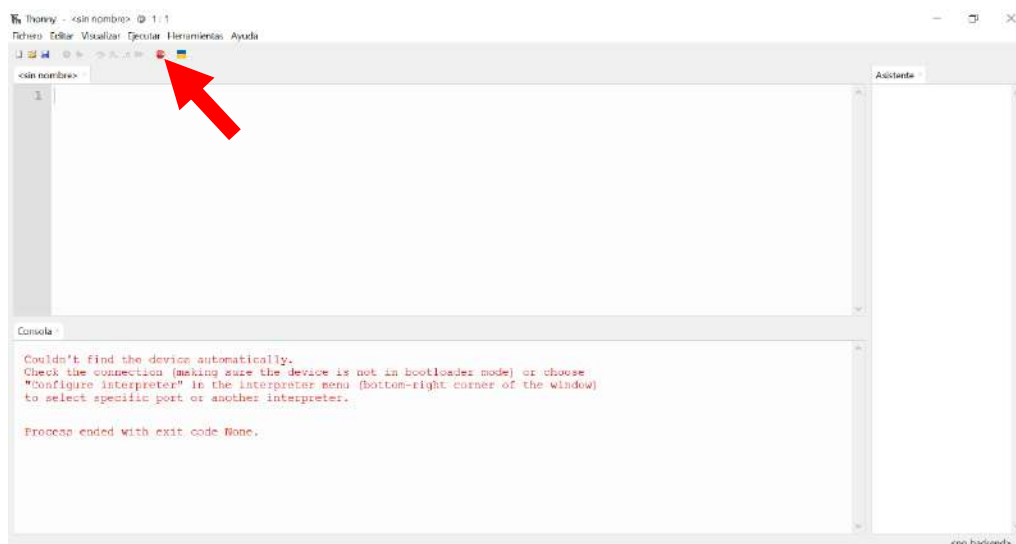 Thonny - <sin nombre> @ 1:1
Fichero Editar Visualizar Ejecutar Herramientas Ayuda
<sin nombre>
Asistente
1
Consola
Couldn't find the device automatically.
Check the connection (making sure the device is not in bootloader mode) or choose
"Configure interpreter" in the interpreter menu (bottom-right corner of the window)
to select specific port or another interpreter.
Process ended with exit code None.
<no backend>